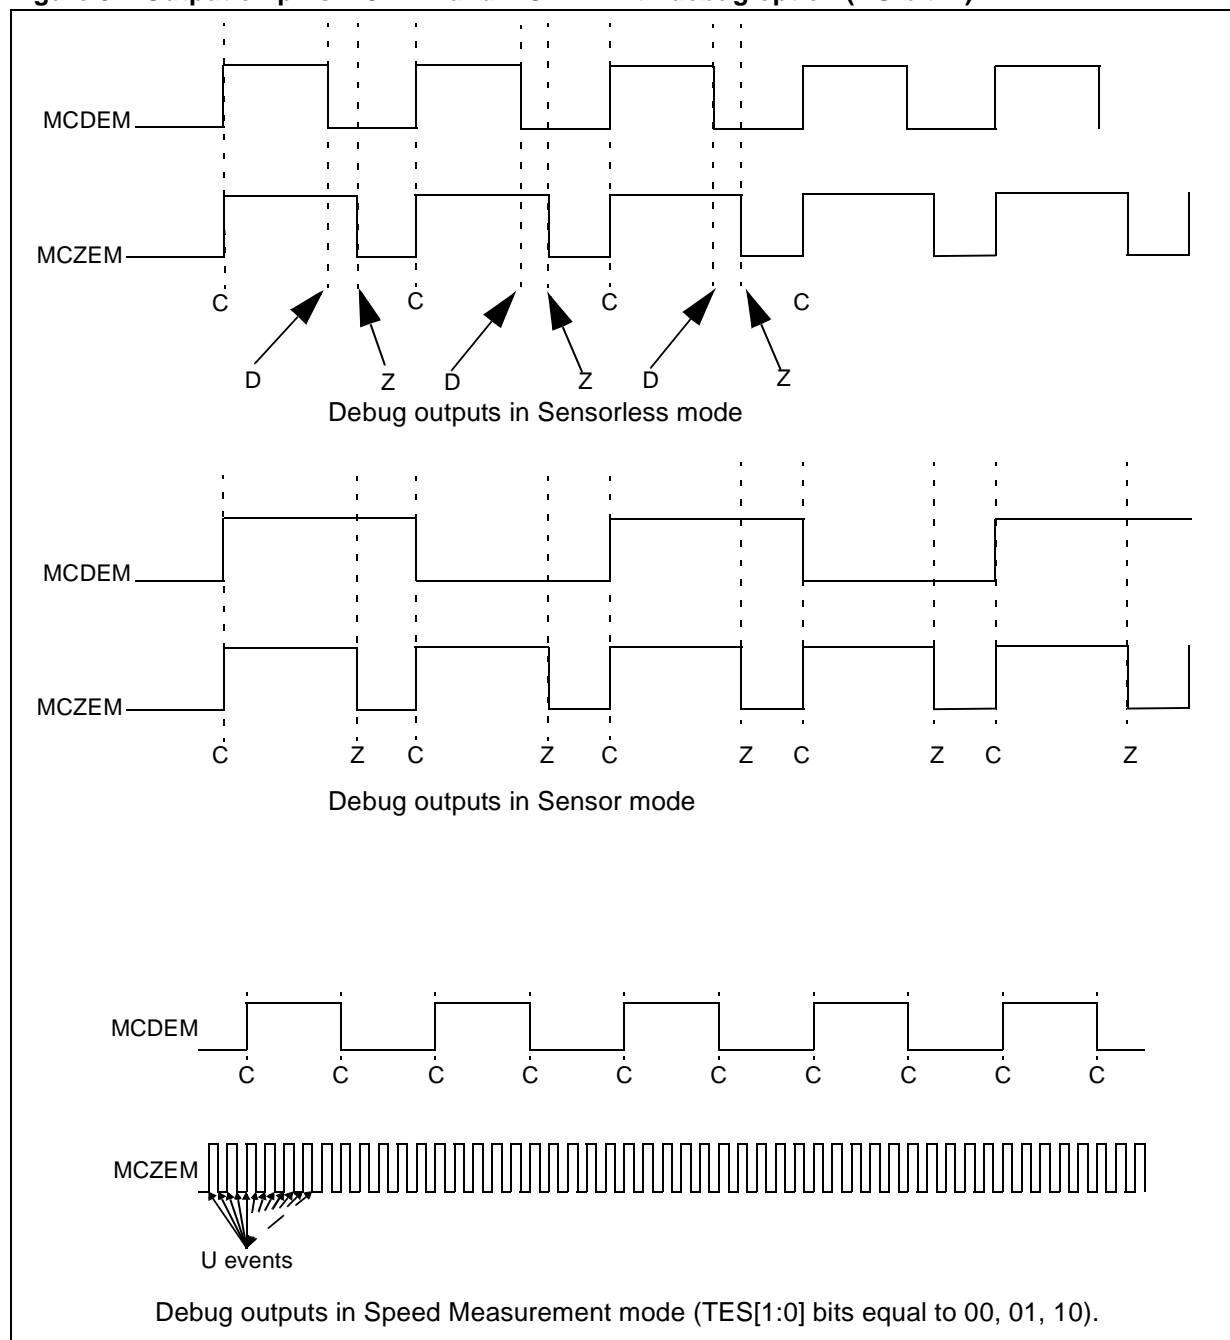 MCDEM
MCZEM
C C C C
D Z D Z D Z
Debug outputs in Sensorless mode
MCDEM
MCZEM
C Z C Z C Z C Z C Z
Debug outputs in Sensor mode
MCDEM
C C C C C C C C C C
MCZEM
U events
Debug outputs in Speed Measurement mode (TES[1:0] bits equal to 00, 01, 10).